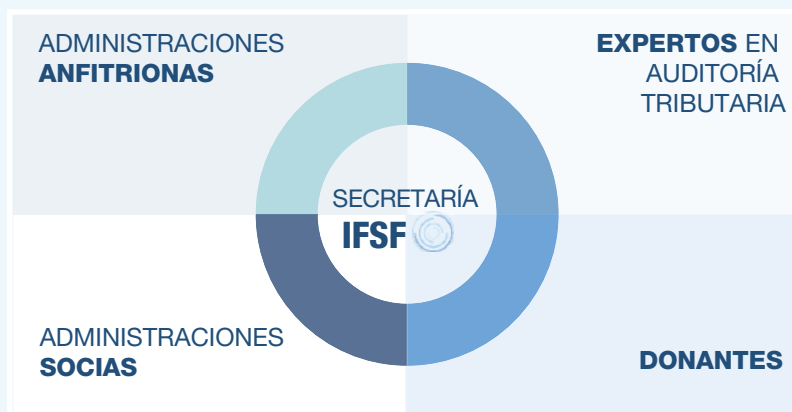 ADMINISTRACIONES
ANFITRIONAS
EXPERTOS EN
AUDITORÍA
TRIBUTARIA
SECRETARÍA
IFSF
ADMINISTRACIONES
SOCIAS
DONANTES